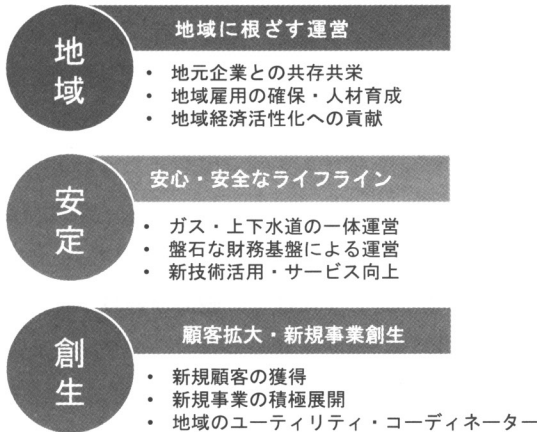 地域
地域に根ざす運営
・ 地元企業との共存共栄
・ 地域雇用の確保・人材育成
・ 地域経済活性化への貢献
安定
安心・安全なライフライン
・ ガス・上下水道の一体運営
・ 盤石な財務基盤による運営
・ 新技術活用・サービス向上
創生
顧客拡大・新規事業創生
・ 新規顧客の獲得
・ 新規事業の積極展開
・ 地域のユーティリティ・コーディネーター